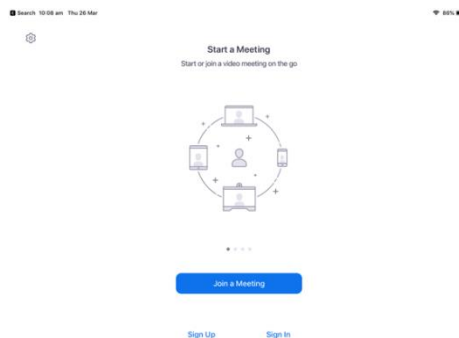 Search 10:08 am Thu 26 Mar 88%
Start a Meeting
Start or join a video meeting on the go
Join a Meeting
Sign Up Sign In